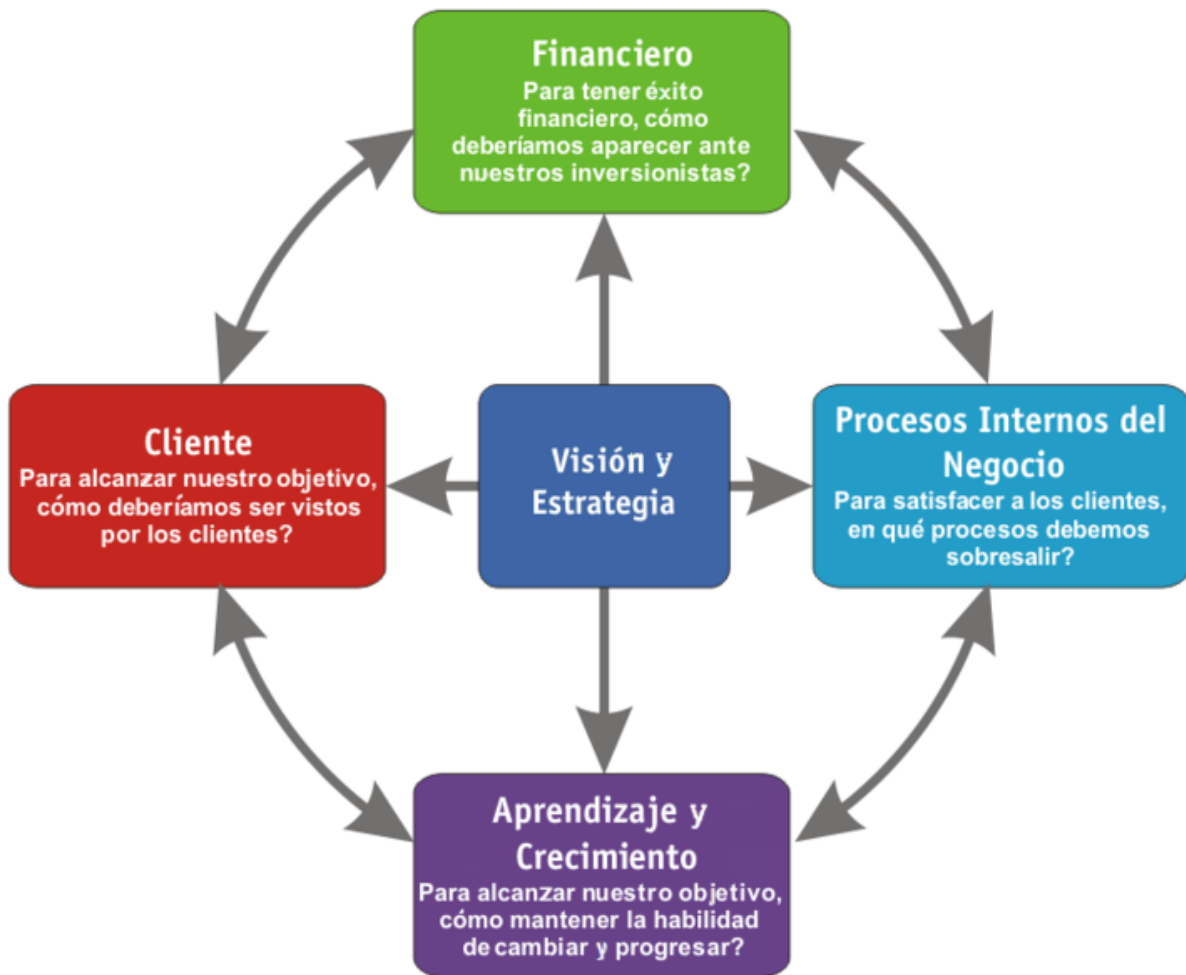 Financiero
Para tener éxito
financiero, cómo
deberíamos aparecer ante
nuestros inversionistas?
Cliente
Para alcanzar nuestro objetivo,
cómo deberíamos ser vistos
por los clientes?
Visión y
Estrategia
Procesos Internos del
Negocio
Para satisfacer a los clientes,
en qué procesos debemos
sobresalir?
Aprendizaje y
Crecimiento
Para alcanzar nuestro objetivo,
cómo mantener la habilidad
de cambiar y progresar?